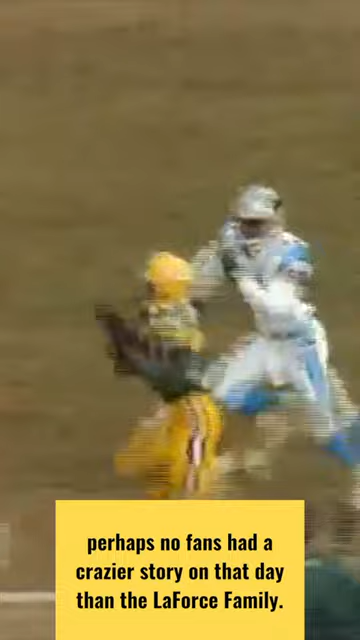 perhaps no fans had a
crazier story on that day
than the LaForce Family.